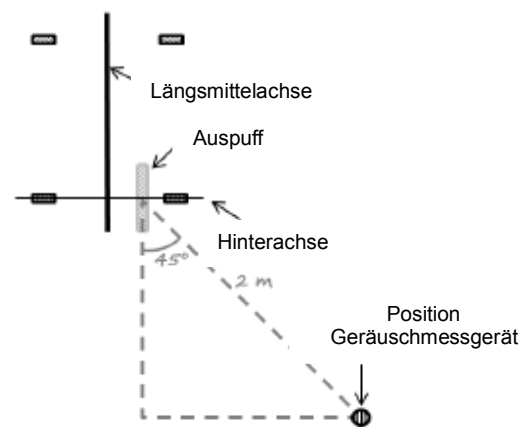 Längsmittelachse
Auspuff
Hinterachse
45°
2 m
Position
Geräuschmessgerät